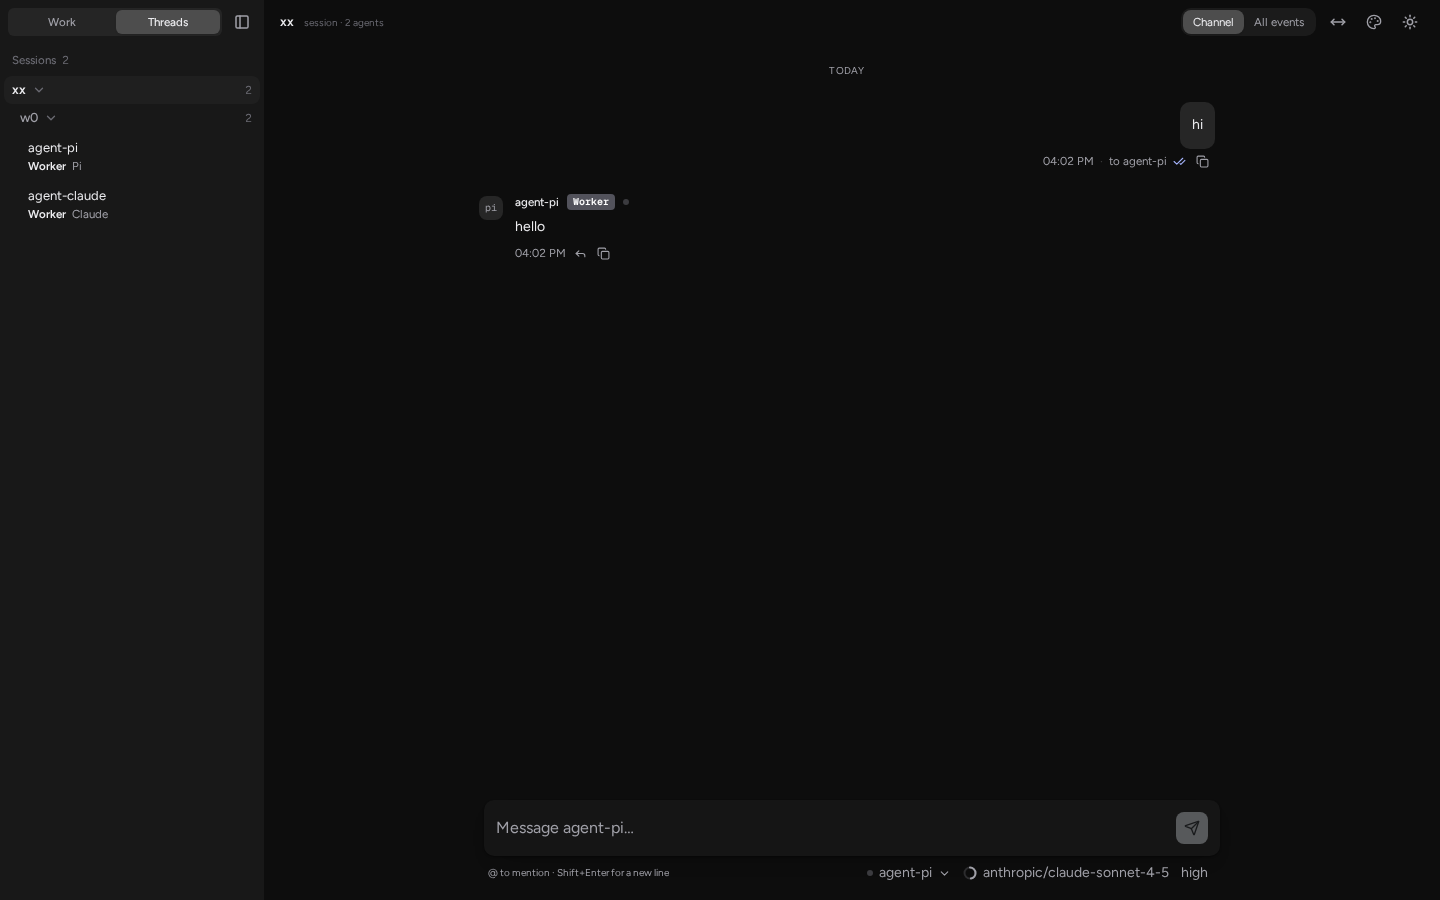 Work Threads
Sessions 2
xx 2
w0 2
agent-pi
Worker Pi
agent-claude
Worker Claude
xx session · 2 agents Channel All events
TODAY
hi
04:02 PM · to agent-pi
pi agent-pi Worker
hello
04:02 PM
Message agent-pi...
@ to mention · Shift+Enter for a new line agent-pi anthropic/claude-sonnet-4-5 high